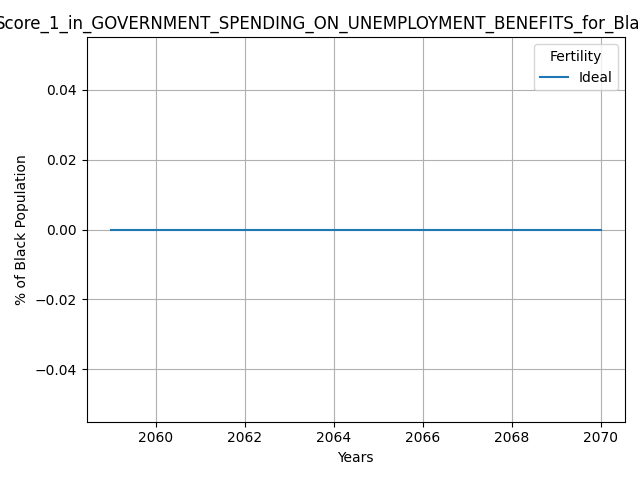 Score_1_in_GOVERNMENT_SPENDING_ON_UNEMPLOYMENT_BENEFITS_for_Bla
Fertility
Ideal
0.04
0.02
0.00
−0.02
−0.04
% of Black Population
2060 2062 2064 2066 2068 2070
Years